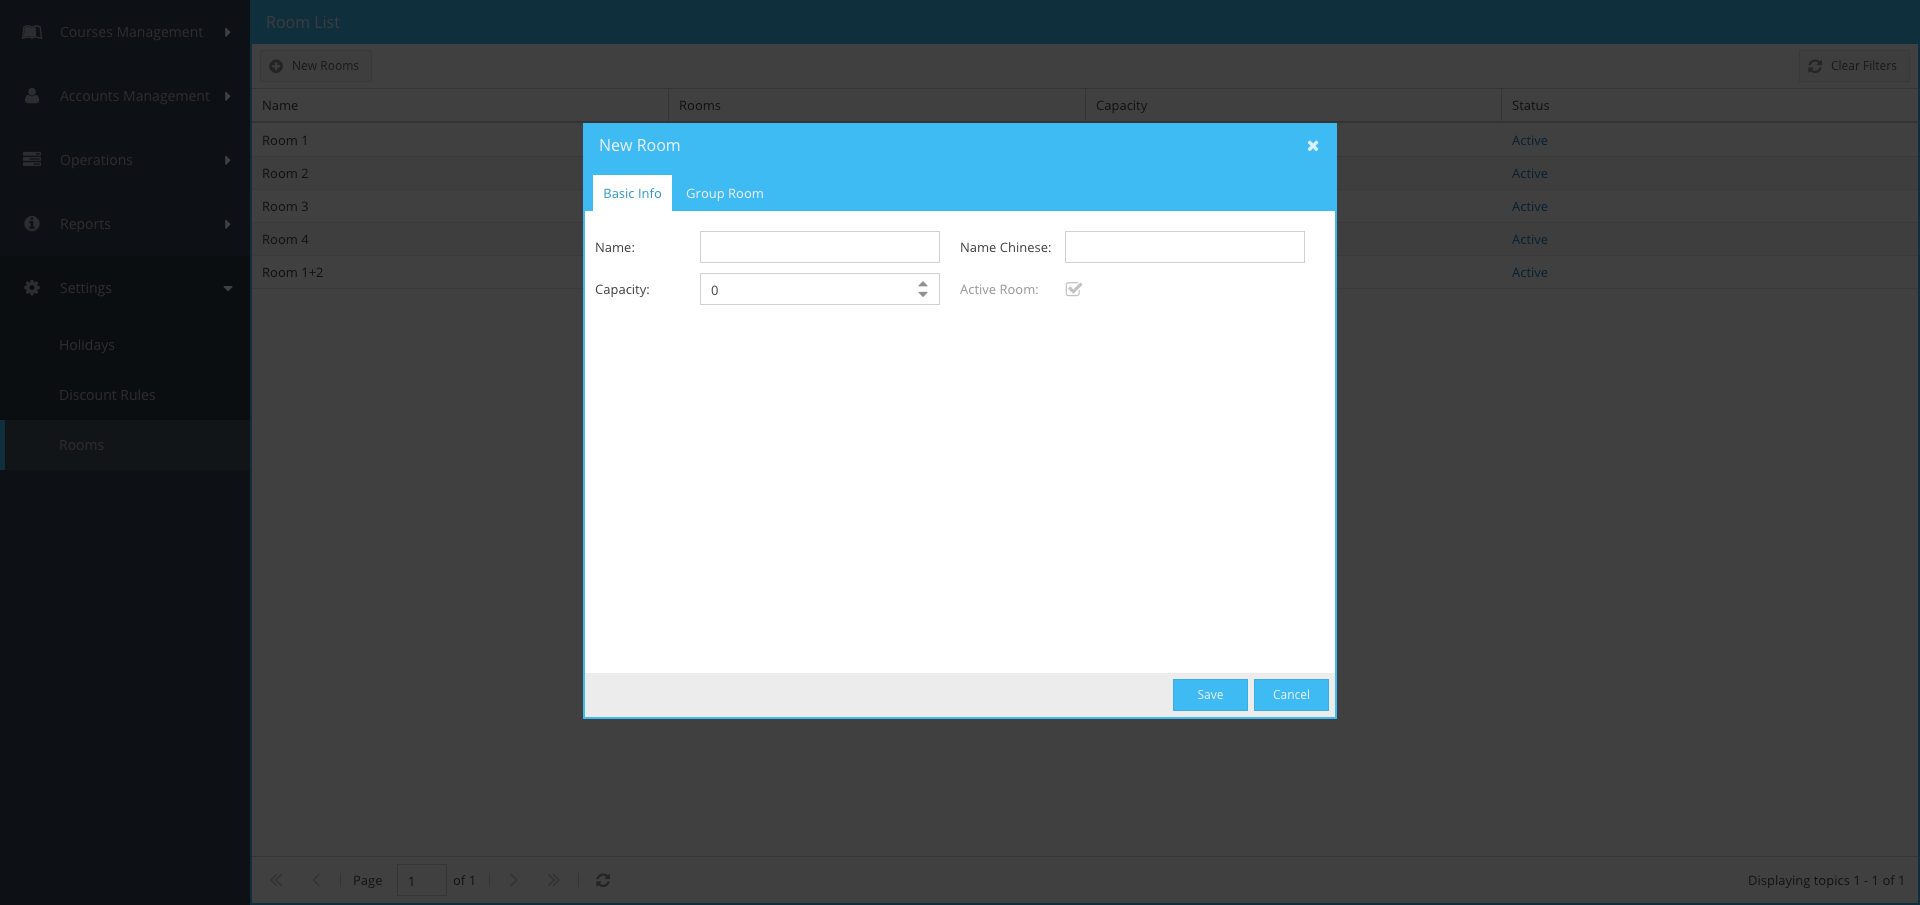 Courses Management
Accounts Management
Operations
Reports
Settings
Holidays
Discount Rules
Rooms
Room List
New Rooms
Clear Filters
Name Rooms Capacity Status
Room 1 Active
Room 2 Active
Room 3 Active
Room 4 Active
Room 1+2 Active
New Room
Basic Info Group Room
Name: Name Chinese:
Capacity: 0 Active Room:
Save Cancel
Page 1 of 1
Displaying topics 1 - 1 of 1